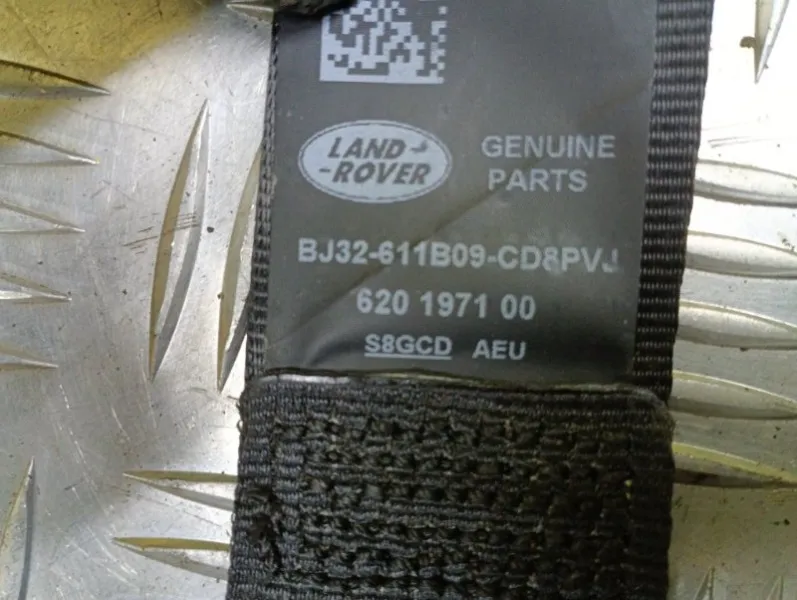 LAND-
-ROVER
GENUINE
PARTS
BJ32-611B09-CD8PVJ
620 1971 00
S8GCD AEU